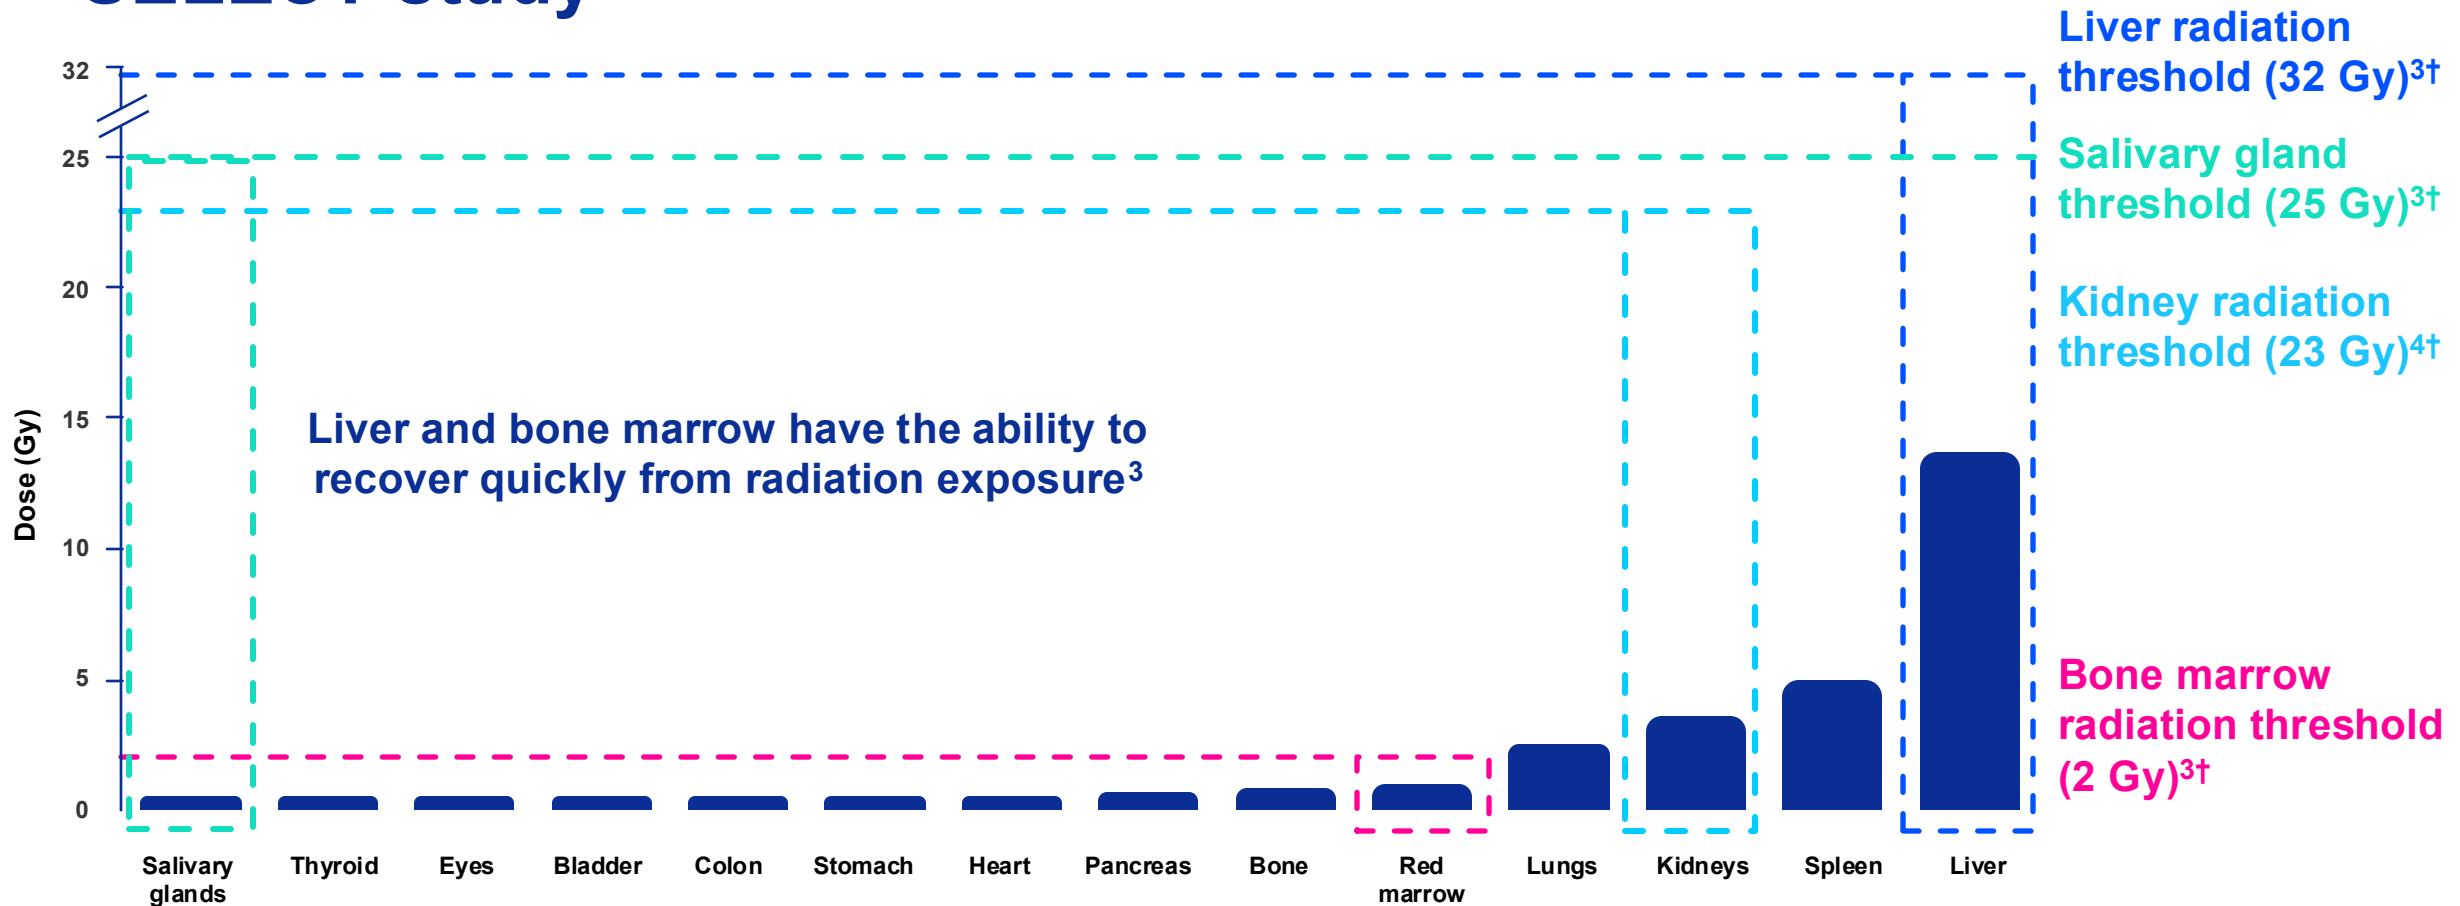 study
Liver radiation
threshold (32 Gy)3†
Salivary gland
threshold (25 Gy)3†
Kidney radiation
threshold (23 Gy)4†
Bone marrow
radiation threshold
(2 Gy)3†
32
25
20
15
10
5
0
Dose (Gy)
Liver and bone marrow have the ability to
recover quickly from radiation exposure3
Salivary
glands
Thyroid
Eyes
Bladder
Colon
Stomach
Heart
Pancreas
Bone
Red
marrow
Lungs
Kidneys
Spleen
Liver